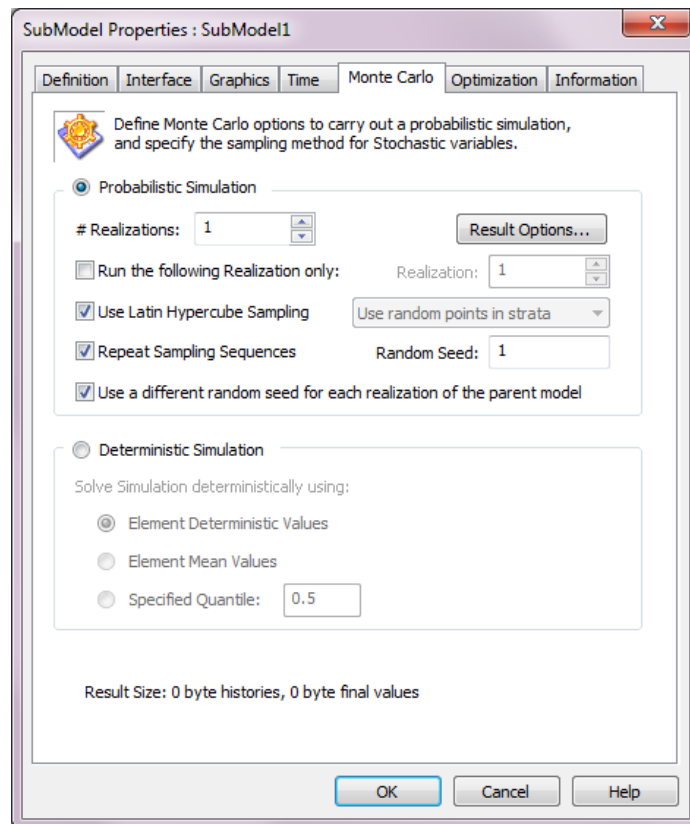 SubModel Properties : SubModel1
Definition Interface Graphics Time Monte Carlo Optimization Information
Define Monte Carlo options to carry out a probabilistic simulation,
and specify the sampling method for Stochastic variables.
Probabilistic Simulation
# Realizations: 1 Result Options...
Run the following Realization only: Realization: 1
Use Latin Hypercube Sampling Use random points in strata
Repeat Sampling Sequences Random Seed: 1
Use a different random seed for each realization of the parent model
Deterministic Simulation
Solve Simulation deterministically using:
Element Deterministic Values
Element Mean Values
Specified Quantile: 0.5
Result Size: 0 byte histories, 0 byte final values
OK Cancel Help